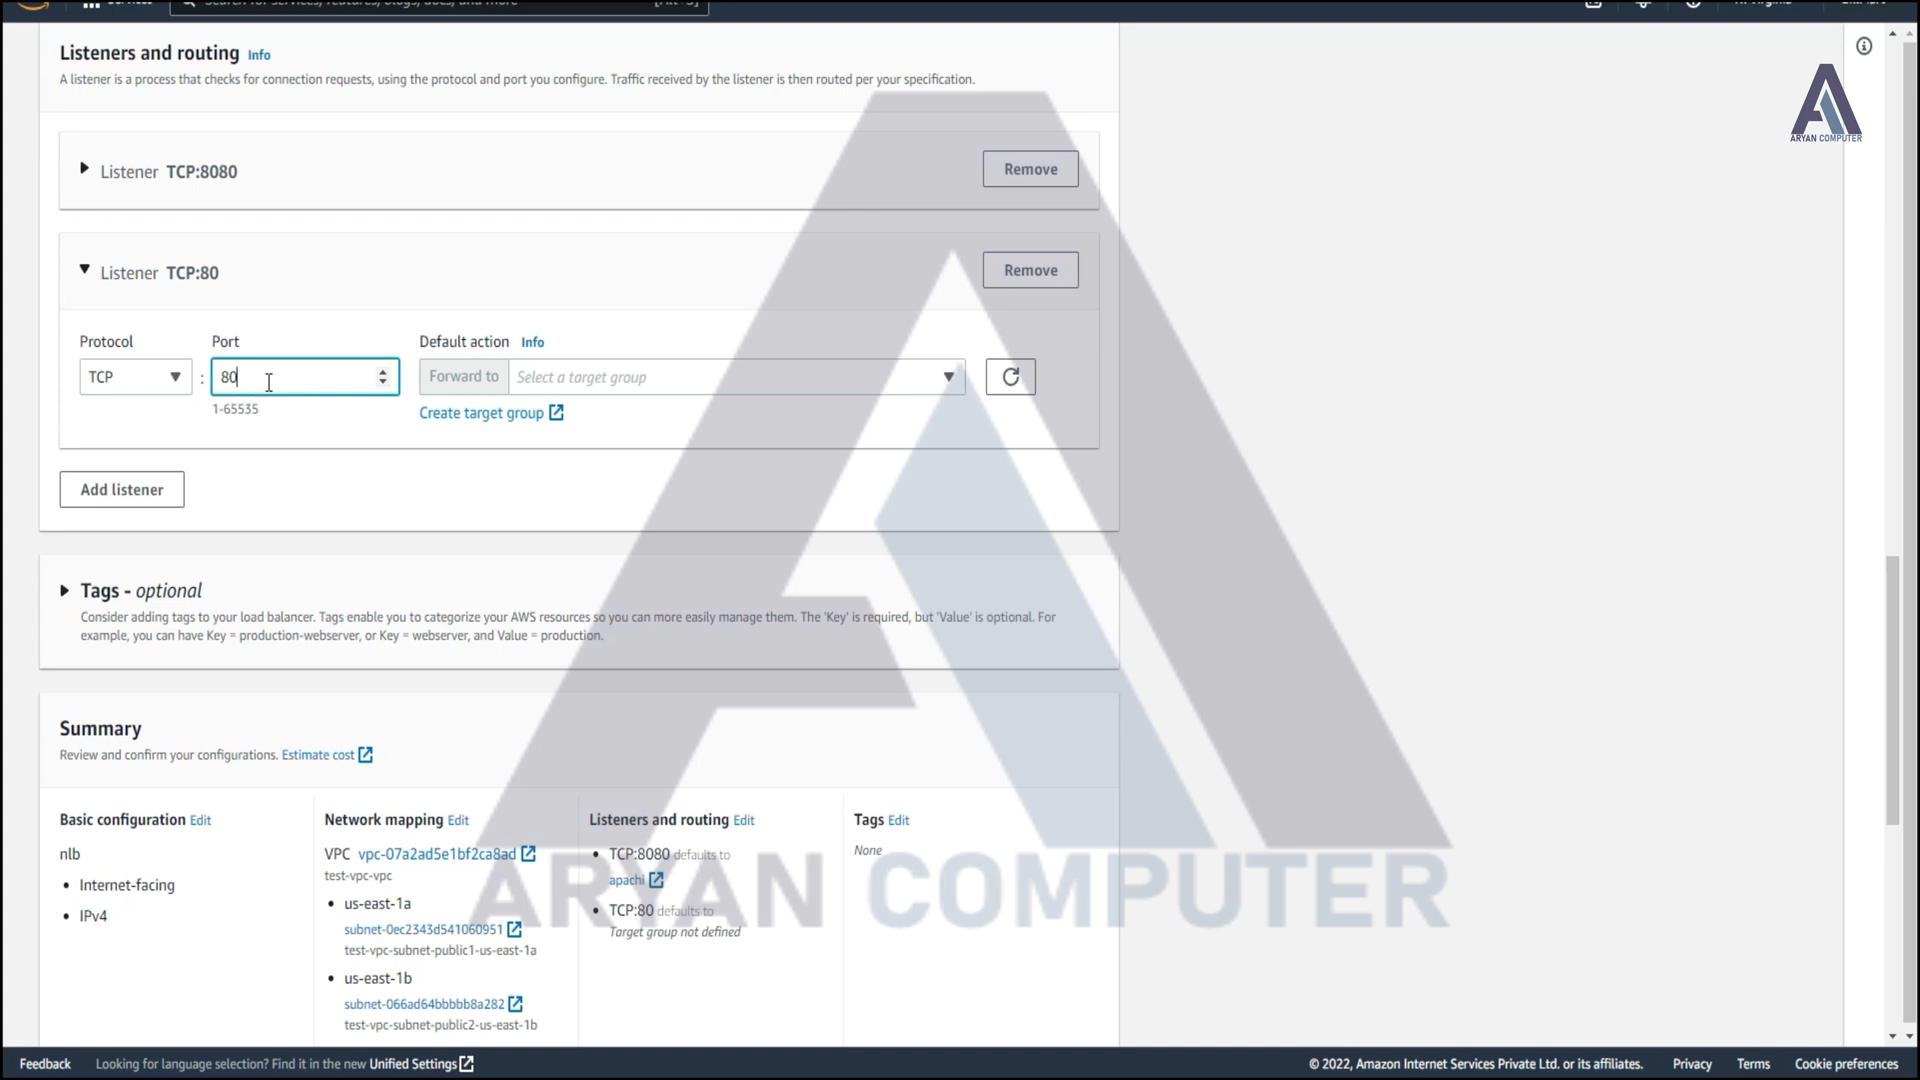 Listeners and routing Info
A listener is a process that checks for connection requests, using the protocol and port you configure. Traffic received by the listener is then routed per your specification.
ARYAN COMPUTER
Listener TCP:8080
Remove
Listener TCP:80
Remove
Protocol
Port
Default action Info
TCP
:
80
Forward to
Select a target group
1-65535
Create target group
Add listener
Tags - optional
Consider adding tags to your load balancer. Tags enable you to categorize your AWS resources so you can more easily manage them. The 'Key' is required, but 'Value' is optional. For
example, you can have Key = production-webserver, or Key = webserver, and Value = production.
Summary
Review and confirm your configurations. Estimate cost
Basic configuration Edit
nlb
• Internet-facing
• IPv4
Network mapping Edit
VPC vpc-07a2ad5e1bf2ca8ad
test-vpc-vpc
• us-east-1a
subnet-0ec2343d541060951
test-vpc-subnet-public1-us-east-1a
• us-east-1b
subnet-066ad64bbbbb8a282
test-vpc-subnet-public2-us-east-1b
Listeners and routing Edit
• TCP:8080 defaults to
apachi
• TCP:80 defaults to
Target group not defined
Tags Edit
None
ARYAN COMPUTER
Feedback
Looking for language selection? Find it in the new Unified Settings
© 2022, Amazon Internet Services Private Ltd. or its affiliates.
Privacy
Terms
Cookie preferences